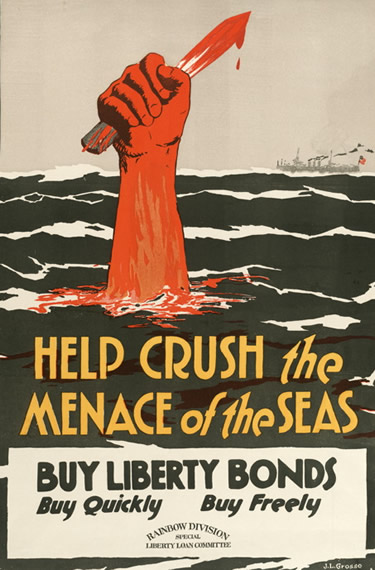 HELP CRUSH the
MENACE of the SEAS
BUY LIBERTY BONDS
Buy Quickly Buy Freely
RAINBOW DIVISION
SPECIAL
LIBERTY LOAN COMMITTEE
J.L.Grosse